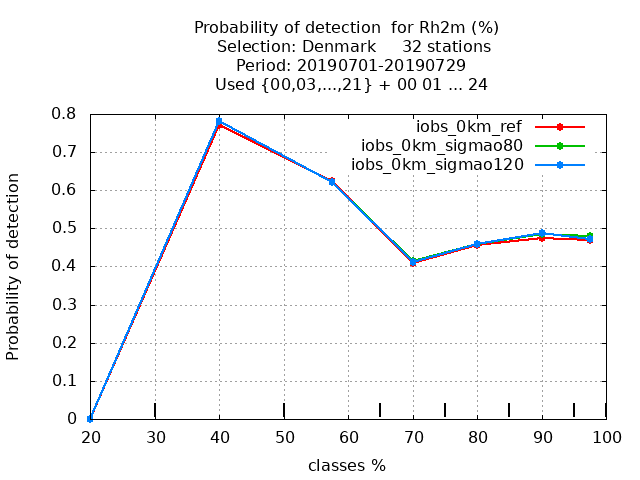 Probability of detection  for Rh2m (%)
Selection: Denmark     32 stations
Period: 20190701-20190729
Used {00,03,...,21} + 00 01 ... 24
iobs_0km_ref
iobs_0km_sigmao80
iobs_0km_sigmao120
Probability of detection
0.8
0.7
0.6
0.5
0.4
0.3
0.2
0.1
0
20 30 40 50 60 70 80 90 100
classes %